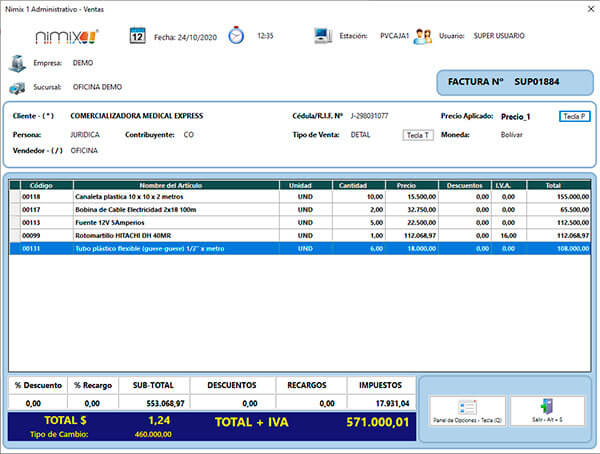 Nimix 1 Administrativo - Ventas
nimix
12 Fecha: 24/10/2020 12:35 Estación: PVCAJA1 Usuario: SUPER USUARIO
Empresa: DEMO
Sucursal: OFICINA DEMO
FACTURA Nº SUP01884
Cliente - ( * ) COMERCIALIZADORA MEDICAL EXPRESS Cédula/R.I.F. Nº J-298031077 Precio Aplicado: Precio_1 Tecla P
Persona: JURIDICA Contribuyente: CO Tipo de Venta: DETAL Tecla T Moneda: Bolívar
Vendedor - ( / ) OFICINA
Código Nombre del Artículo Unidad Cantidad Precio Descuentos I.V.A. Total
00118 Canaleta plastica 10 x 10 x 2 metros UND 10,00 15.500,00 0,00 0,00 155.000,00
00117 Bobina de Cable Electricidad 2x18 100m UND 2,00 32.750,00 0,00 0,00 65.500,00
00113 Fuente 12V 5Amperios UND 5,00 22.500,00 0,00 0,00 112.500,00
00099 Rotomartillo HITACHI DH 40MR UND 1,00 112.068,97 0,00 16,00 112.068,97
00131 Tubo plástico flexible (guere-guere) 1/2" x metro UND 6,00 18.000,00 0,00 0,00 108.000,00
% Descuento % Recargo SUB-TOTAL DESCUENTOS RECARGOS IMPUESTOS
0,00 0,00 553.068,97 0,00 0,00 17.931,04
TOTAL $ 1,24 TOTAL + IVA 571.000,01
Tipo de Cambio: 460.000,00
Panel de Opciones - Tecla (Q) Salir - Alt + S